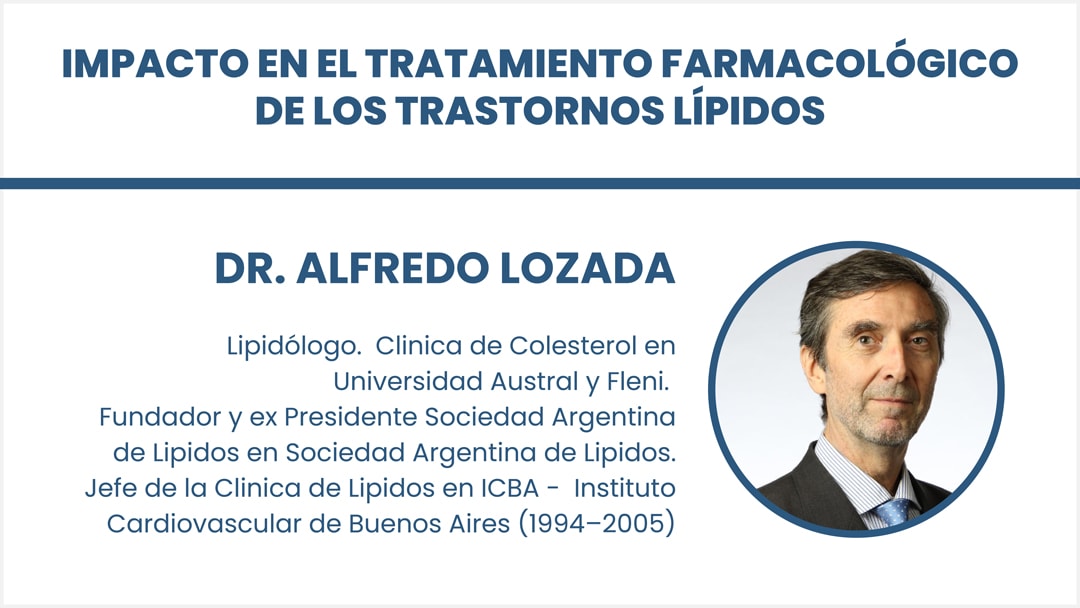 IMPACTO EN EL TRATAMIENTO FARMACOLÓGICO
DE LOS TRASTORNOS LÍPIDOS
DR. ALFREDO LOZADA
Lipidólogo.  Clinica de Colesterol en
Universidad Austral y Fleni.
Fundador y ex Presidente Sociedad Argentina
de Lipidos en Sociedad Argentina de Lipidos.
Jefe de la Clinica de Lipidos en ICBA -  Instituto
Cardiovascular de Buenos Aires (1994–2005)